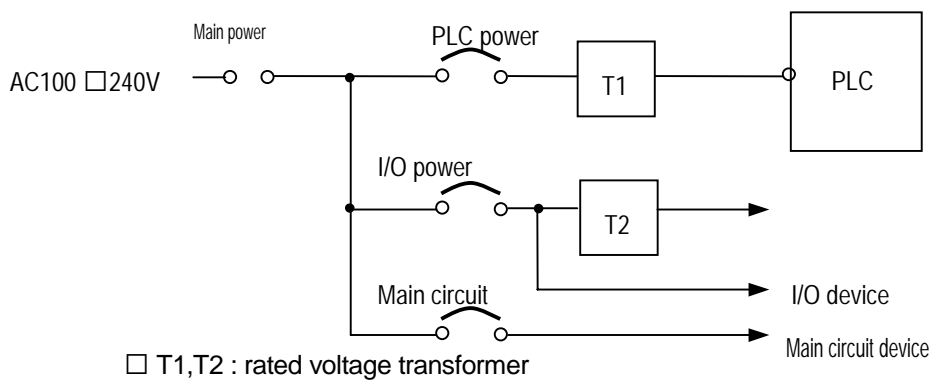 Main power
PLC power
AC100 □240V
T1
PLC
I/O power
T2
Main circuit
I/O device
Main circuit device
□ T1,T2 : rated voltage transformer